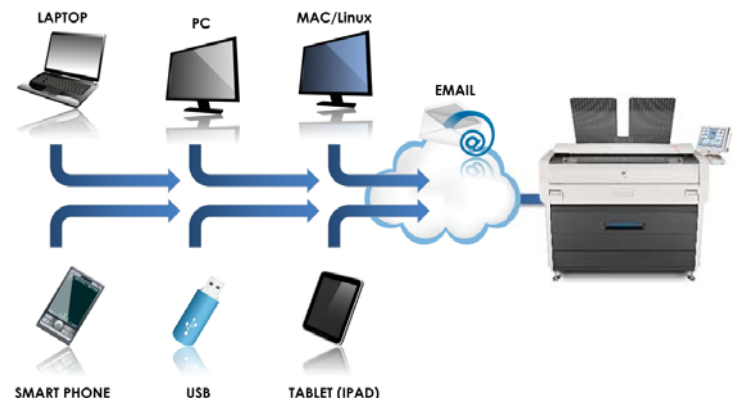 LAPTOP
PC
MAC/Linux
EMAIL
@
SMART PHONE
USB
TABLET (IPAD)